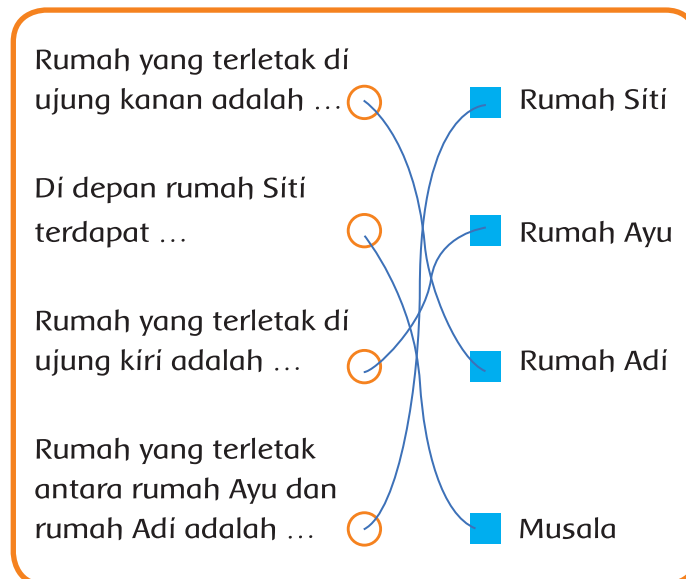 Rumah yang terletak di
ujung kanan adalah ...
Rumah Siti
Di depan rumah Siti
terdapat ...
Rumah Ayu
Rumah yang terletak di
ujung kiri adalah ...
Rumah Adi
Rumah yang terletak
antara rumah Ayu dan
rumah Adi adalah ...
Musala